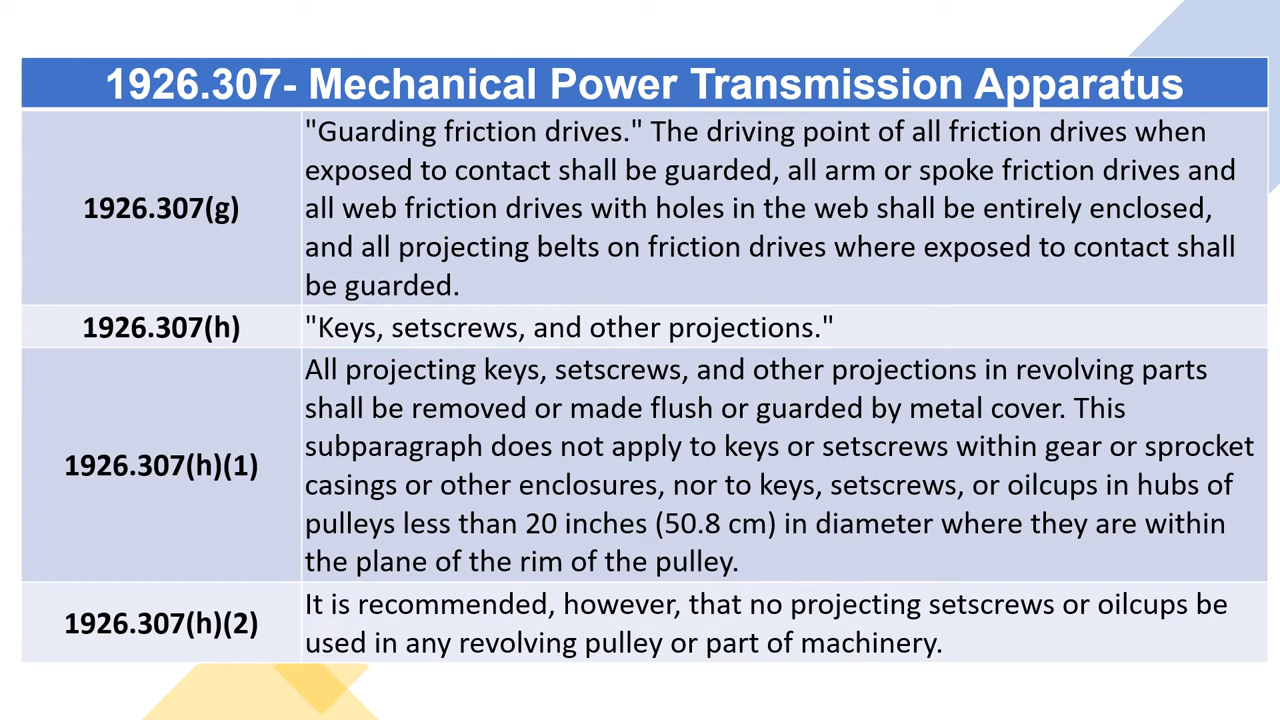 1926.307- Mechanical Power Transmission Apparatus
1926.307(g)
"Guarding friction drives." The driving point of all friction drives when
exposed to contact shall be guarded, all arm or spoke friction drives and
all web friction drives with holes in the web shall be entirely enclosed,
and all projecting belts on friction drives where exposed to contact shall
be guarded.
1926.307(h)
"Keys, setscrews, and other projections."
1926.307(h)(1)
All projecting keys, setscrews, and other projections in revolving parts
shall be removed or made flush or guarded by metal cover. This
subparagraph does not apply to keys or setscrews within gear or sprocket
casings or other enclosures, nor to keys, setscrews, or oilcups in hubs of
pulleys less than 20 inches (50.8 cm) in diameter where they are within
the plane of the rim of the pulley.
1926.307(h)(2)
It is recommended, however, that no projecting setscrews or oilcups be
used in any revolving pulley or part of machinery.